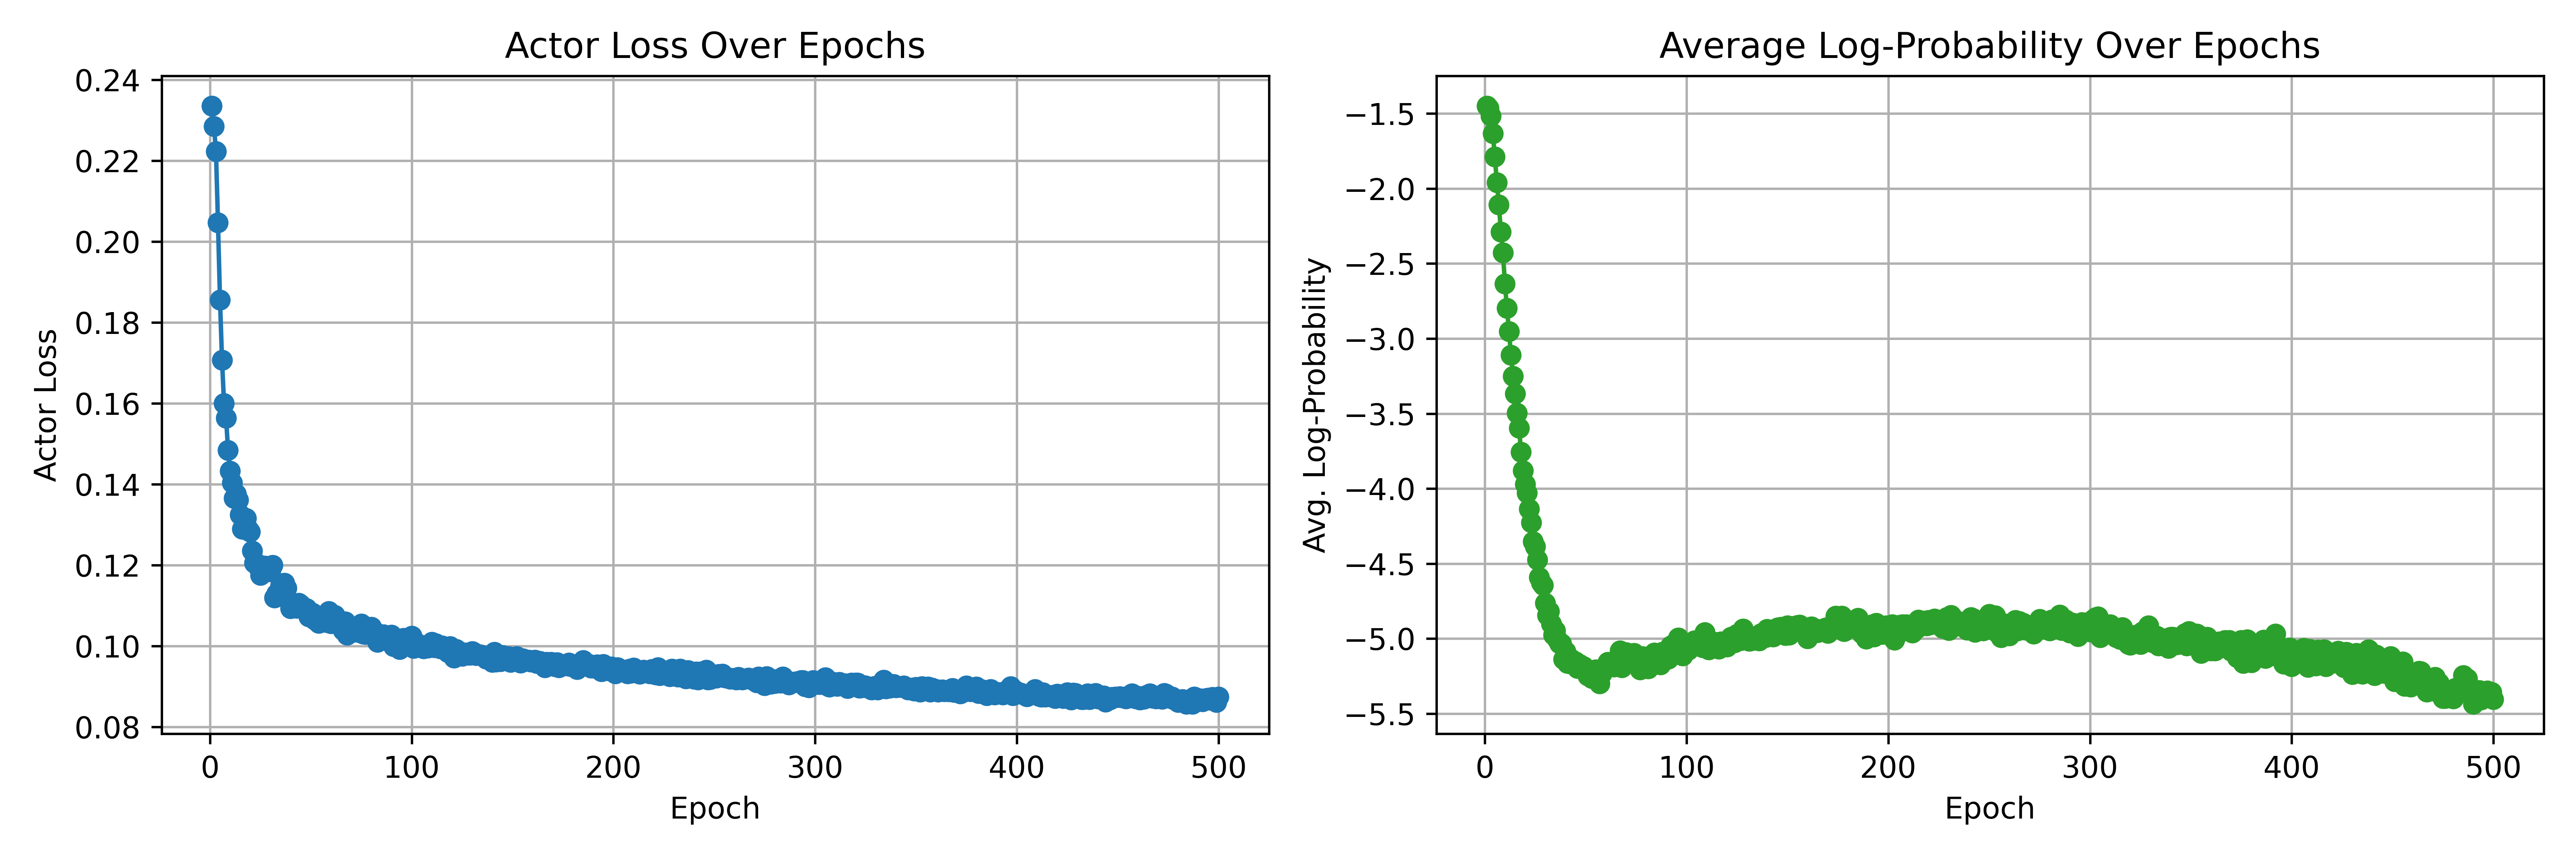 Actor Loss Over Epochs
0.24
0.22
0.20
0.18
0.16
0.14
0.12
0.10
0.08
Actor Loss
0 100 200 300 400 500
Epoch
Average Log-Probability Over Epochs
−1.5
−2.0
−2.5
−3.0
−3.5
−4.0
−4.5
−5.0
−5.5
Avg. Log-Probability
0 100 200 300 400 500
Epoch